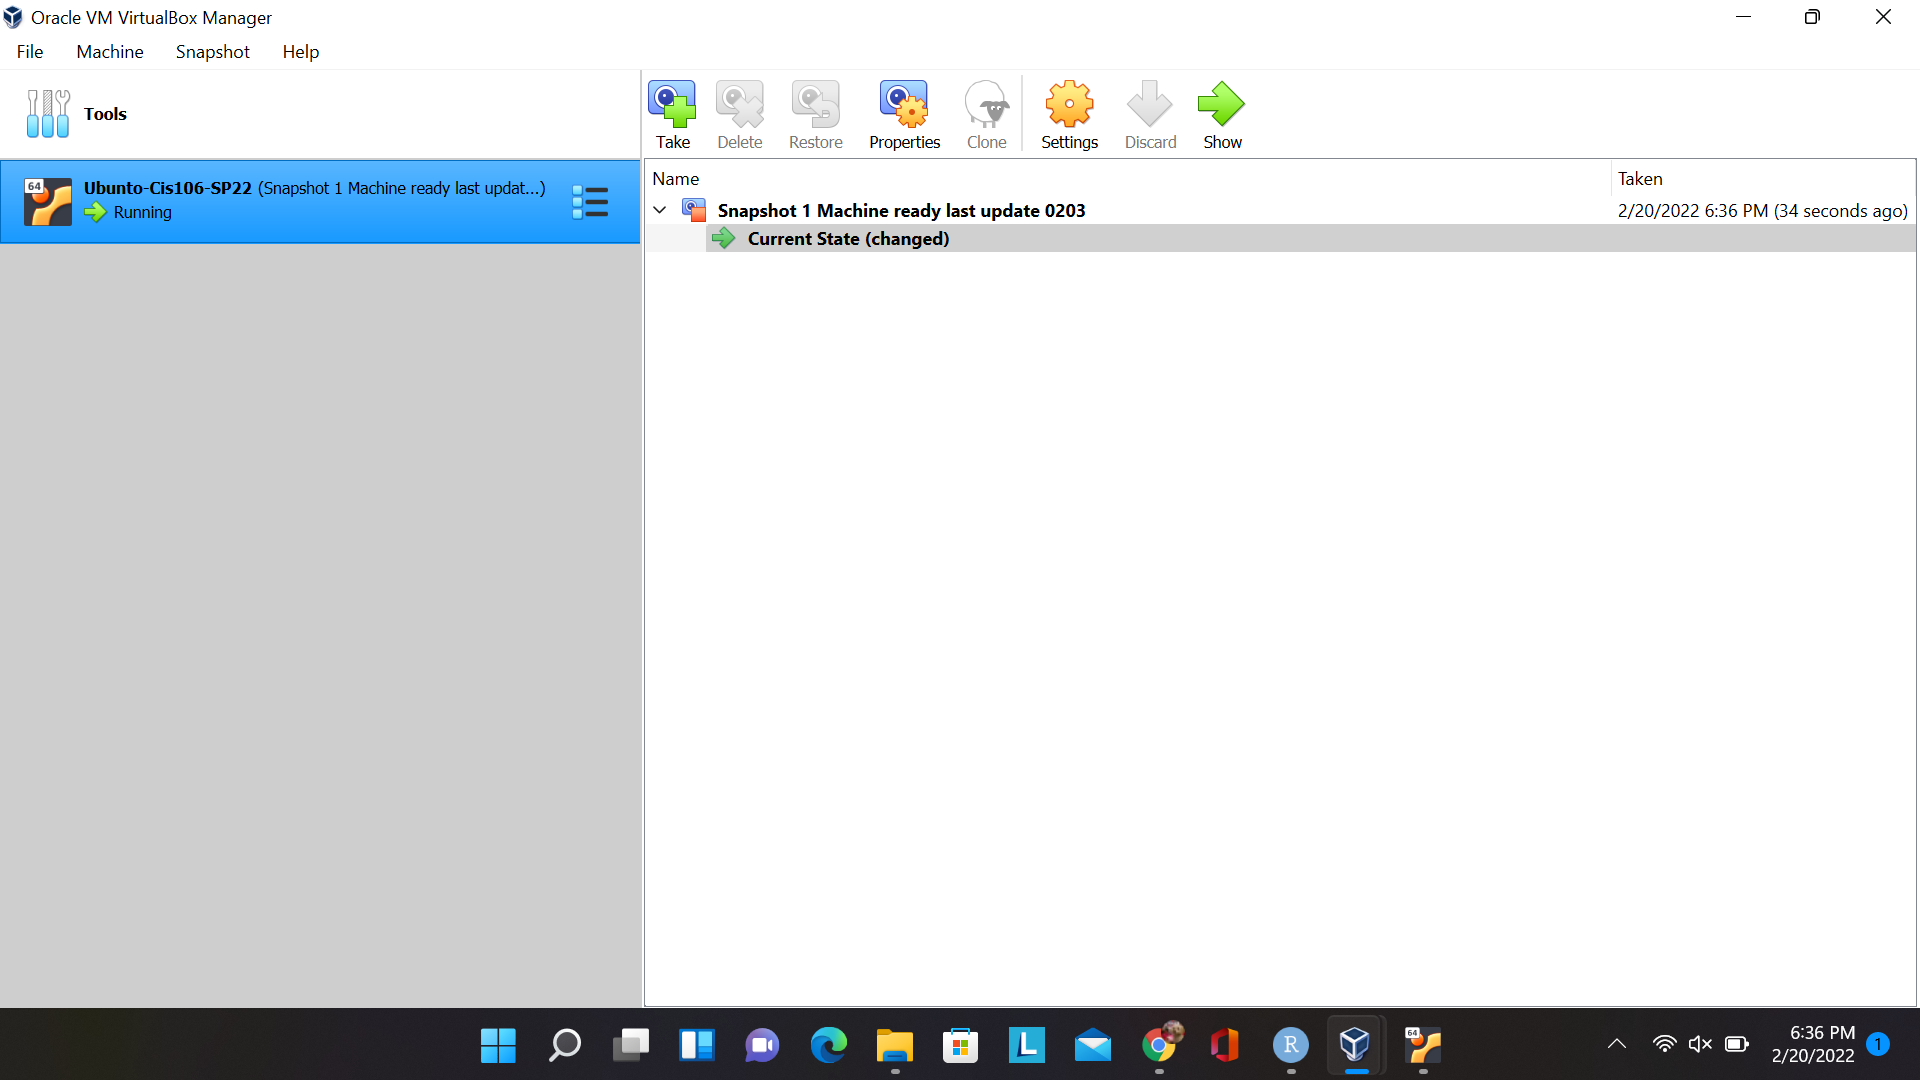 Oracle VM VirtualBox Manager
File Machine Snapshot Help
Tools
Take Delete Restore Properties Clone Settings Discard Show
64
Ubunto-Cis106-SP22 (Snapshot 1 Machine ready last updat...)
Running
Name Taken
Snapshot 1 Machine ready last update 0203 2/20/2022 6:36 PM (34 seconds ago)
Current State (changed)
L
R
64
6:36 PM
2/20/2022
1